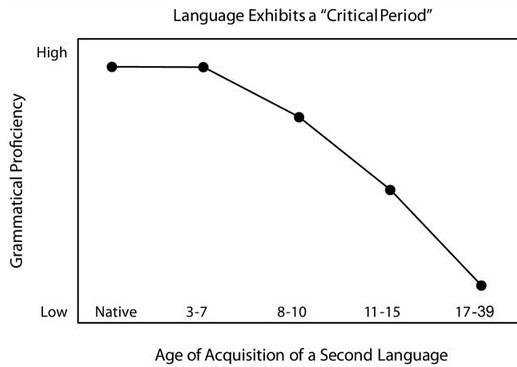 Language Exhibits a “Critical Period”
High
Grammatical Proficiency
Low
Native 3-7 8-10 11-15 17-39
Age of Acquisition of a Second Language